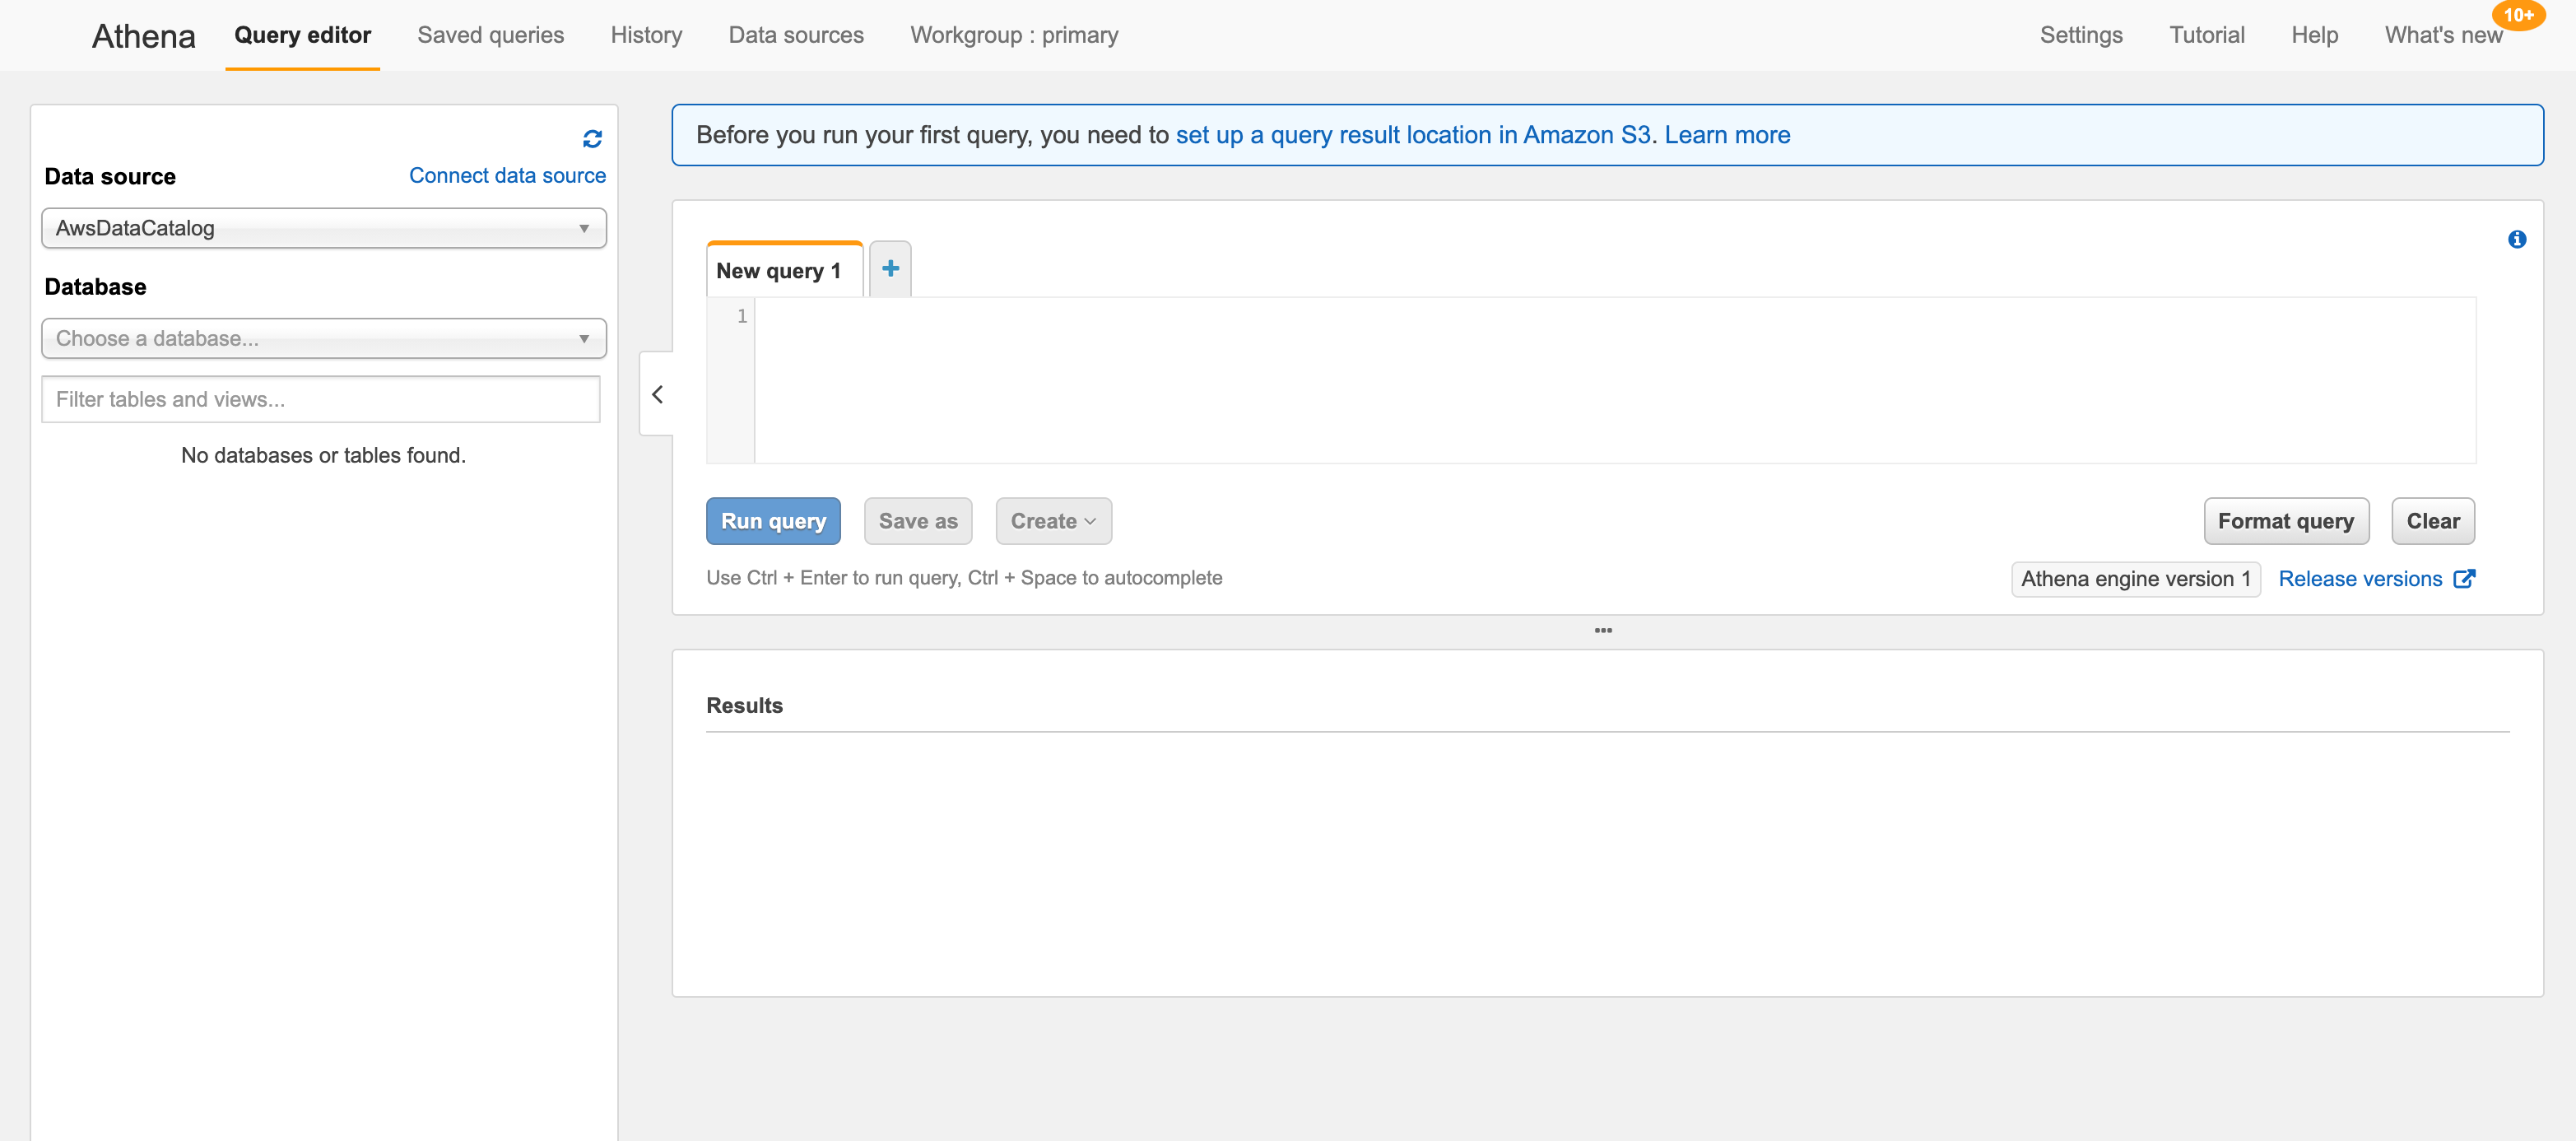 Athena Query editor Saved queries History Data sources Workgroup : primary Settings Tutorial Help What's new 10+
Data source Connect data source
AwsDataCatalog
Database
Choose a database...
Filter tables and views...
No databases or tables found.
Before you run your first query, you need to set up a query result location in Amazon S3. Learn more
New query 1
1
Run query Save as Create Format query Clear
Use Ctrl + Enter to run query, Ctrl + Space to autocomplete Athena engine version 1 Release versions
Results